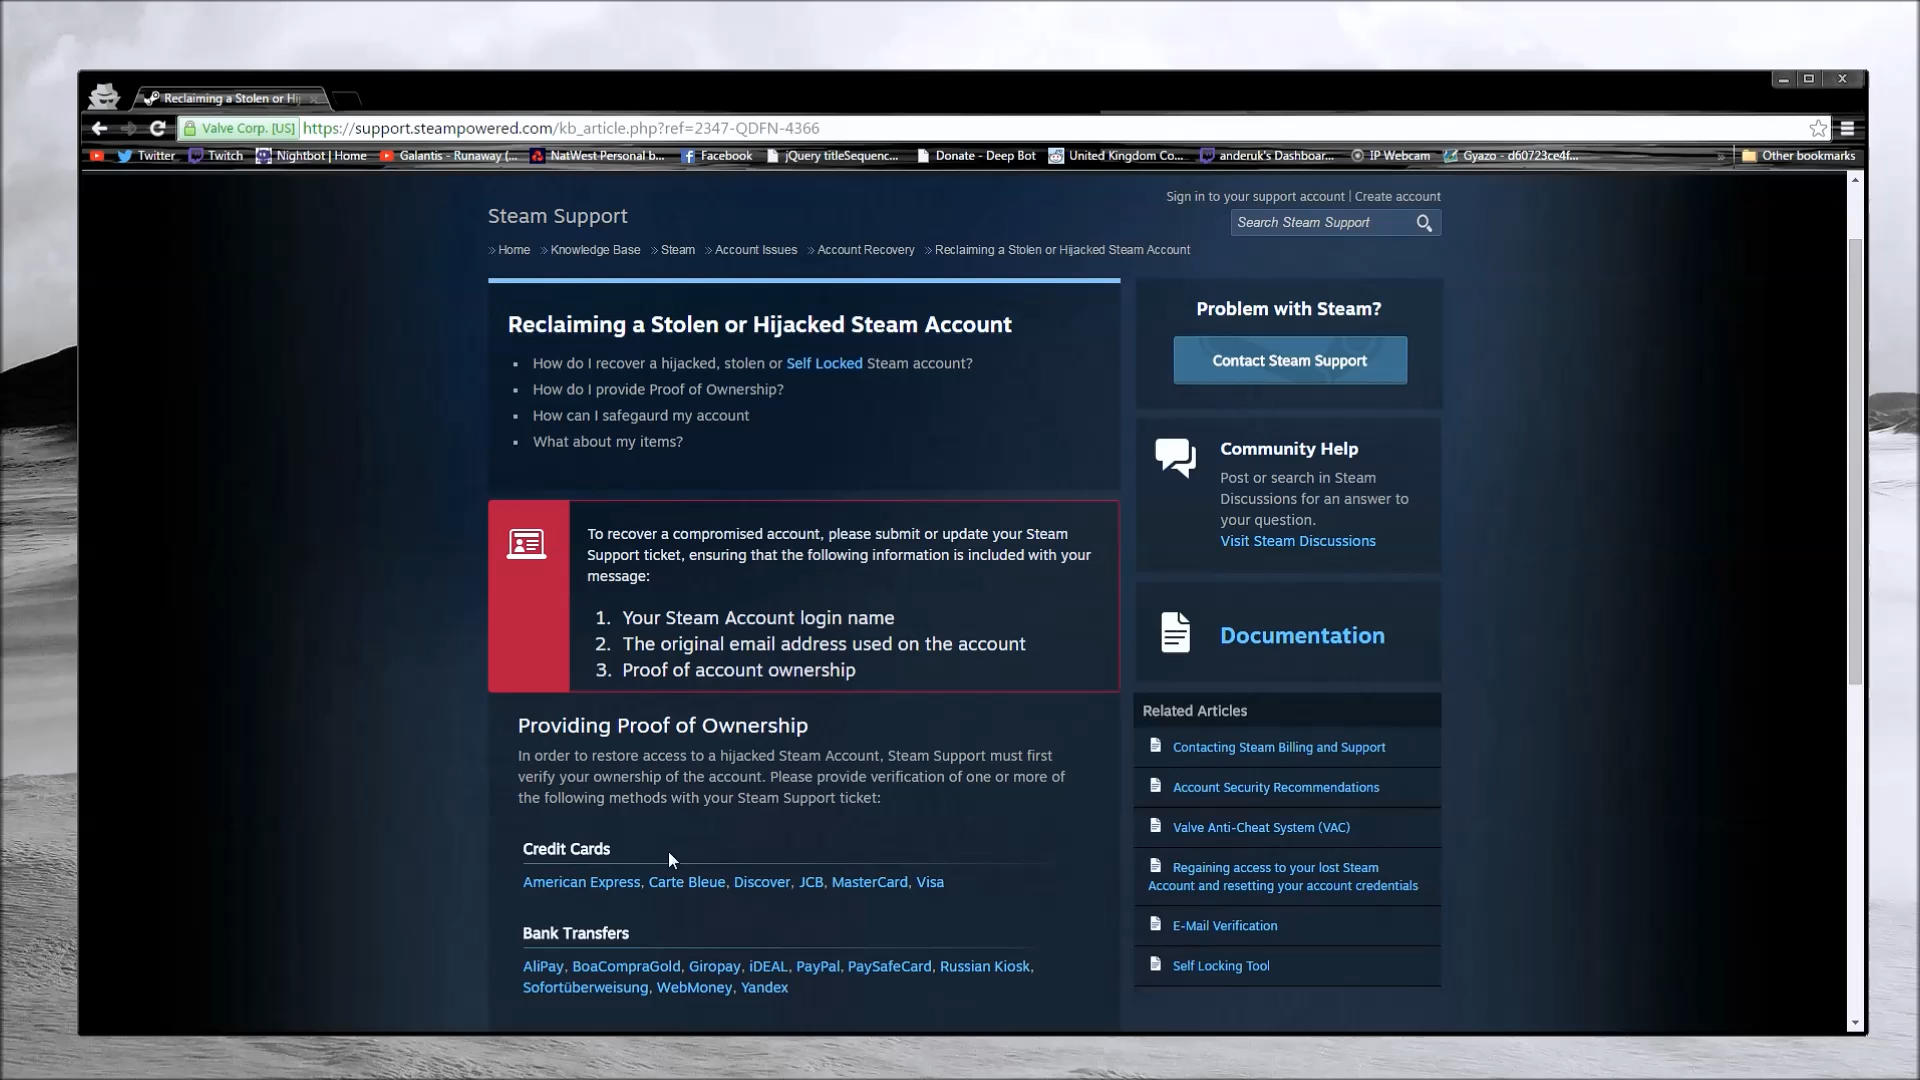 Reclaiming a Stolen or Hij
Valve Corp. [US] https://support.steampowered.com/kb_article.php?ref=2347-QDFN-4366
Twitter Twitch Nightbot | Home Galantis - Runaway (... NatWest Personal b... Facebook jQuery titleSequenc... Donate - Deep Bot United Kingdom Co... anderuk's Dashboar... IP Webcam Gyazo - d60723ce4f... » Other bookmarks
Sign in to your support account | Create account
Steam Support
Search Steam Support
» Home » Knowledge Base » Steam » Account Issues » Account Recovery » Reclaiming a Stolen or Hijacked Steam Account
Reclaiming a Stolen or Hijacked Steam Account
How do I recover a hijacked, stolen or Self Locked Steam account?
How do I provide Proof of Ownership?
How can I safegaurd my account
What about my items?
To recover a compromised account, please submit or update your Steam
Support ticket, ensuring that the following information is included with your
message:
1. Your Steam Account login name
2. The original email address used on the account
3. Proof of account ownership
Providing Proof of Ownership
In order to restore access to a hijacked Steam Account, Steam Support must first
verify your ownership of the account. Please provide verification of one or more of
the following methods with your Steam Support ticket:
Credit Cards
American Express, Carte Bleue, Discover, JCB, MasterCard, Visa
Bank Transfers
AliPay, BoaCompraGold, Giropay, iDEAL, PayPal, PaySafeCard, Russian Kiosk,
Sofortüberweisung, WebMoney, Yandex
Problem with Steam?
Contact Steam Support
Community Help
Post or search in Steam
Discussions for an answer to
your question.
Visit Steam Discussions
Documentation
Related Articles
Contacting Steam Billing and Support
Account Security Recommendations
Valve Anti-Cheat System (VAC)
Regaining access to your lost Steam
Account and resetting your account credentials
E-Mail Verification
Self Locking Tool